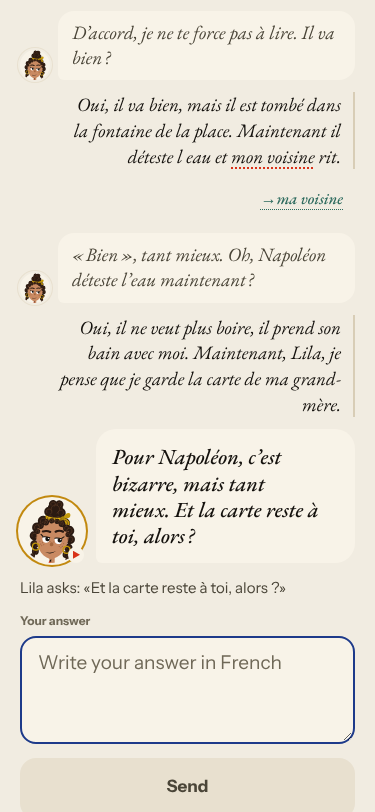 D’accord, je ne te force pas à lire. Il va
bien ?
Oui, il va bien, mais il est tombé dans
la fontaine de la place. Maintenant il
déteste l eau et mon voisine rit.
→ ma voisine
« Bien », tant mieux. Oh, Napoléon
déteste l’eau maintenant ?
Oui, il ne veut plus boire, il prend son
bain avec moi. Maintenant, Lila, je
pense que je garde la carte de ma grand-
mère.
Pour Napoléon, c’est
bizarre, mais tant
mieux. Et la carte reste à
toi, alors ?
Lila asks: «Et la carte reste à toi, alors ?»
Your answer
Write your answer in French
Send